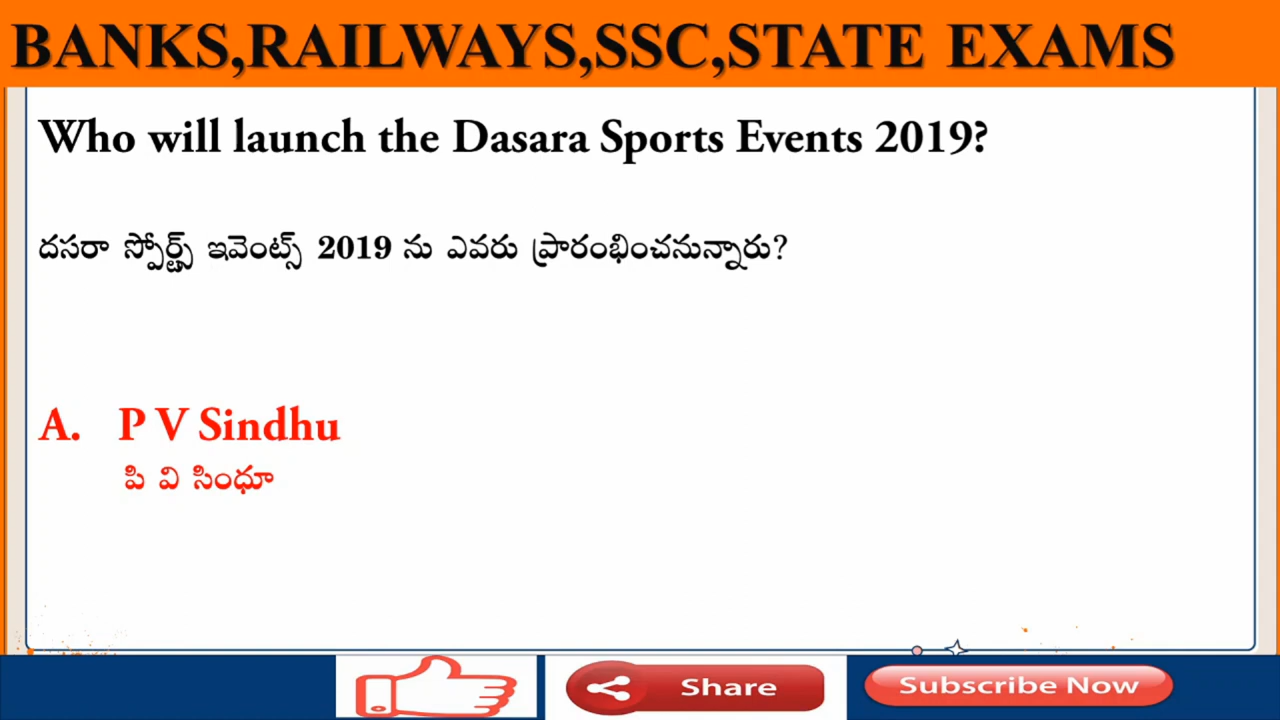 BANKS,RAILWAYS,SSC,STATE EXAMS
Who will launch the Dasara Sports Events 2019?
దసరా స్పోర్ట్స్ ఇవెంట్స్ 2019 ను ఎవరు ప్రారంభించనున్నారు?
A. P V Sindhu
పి వి సింధూ
Share
Subscribe Now